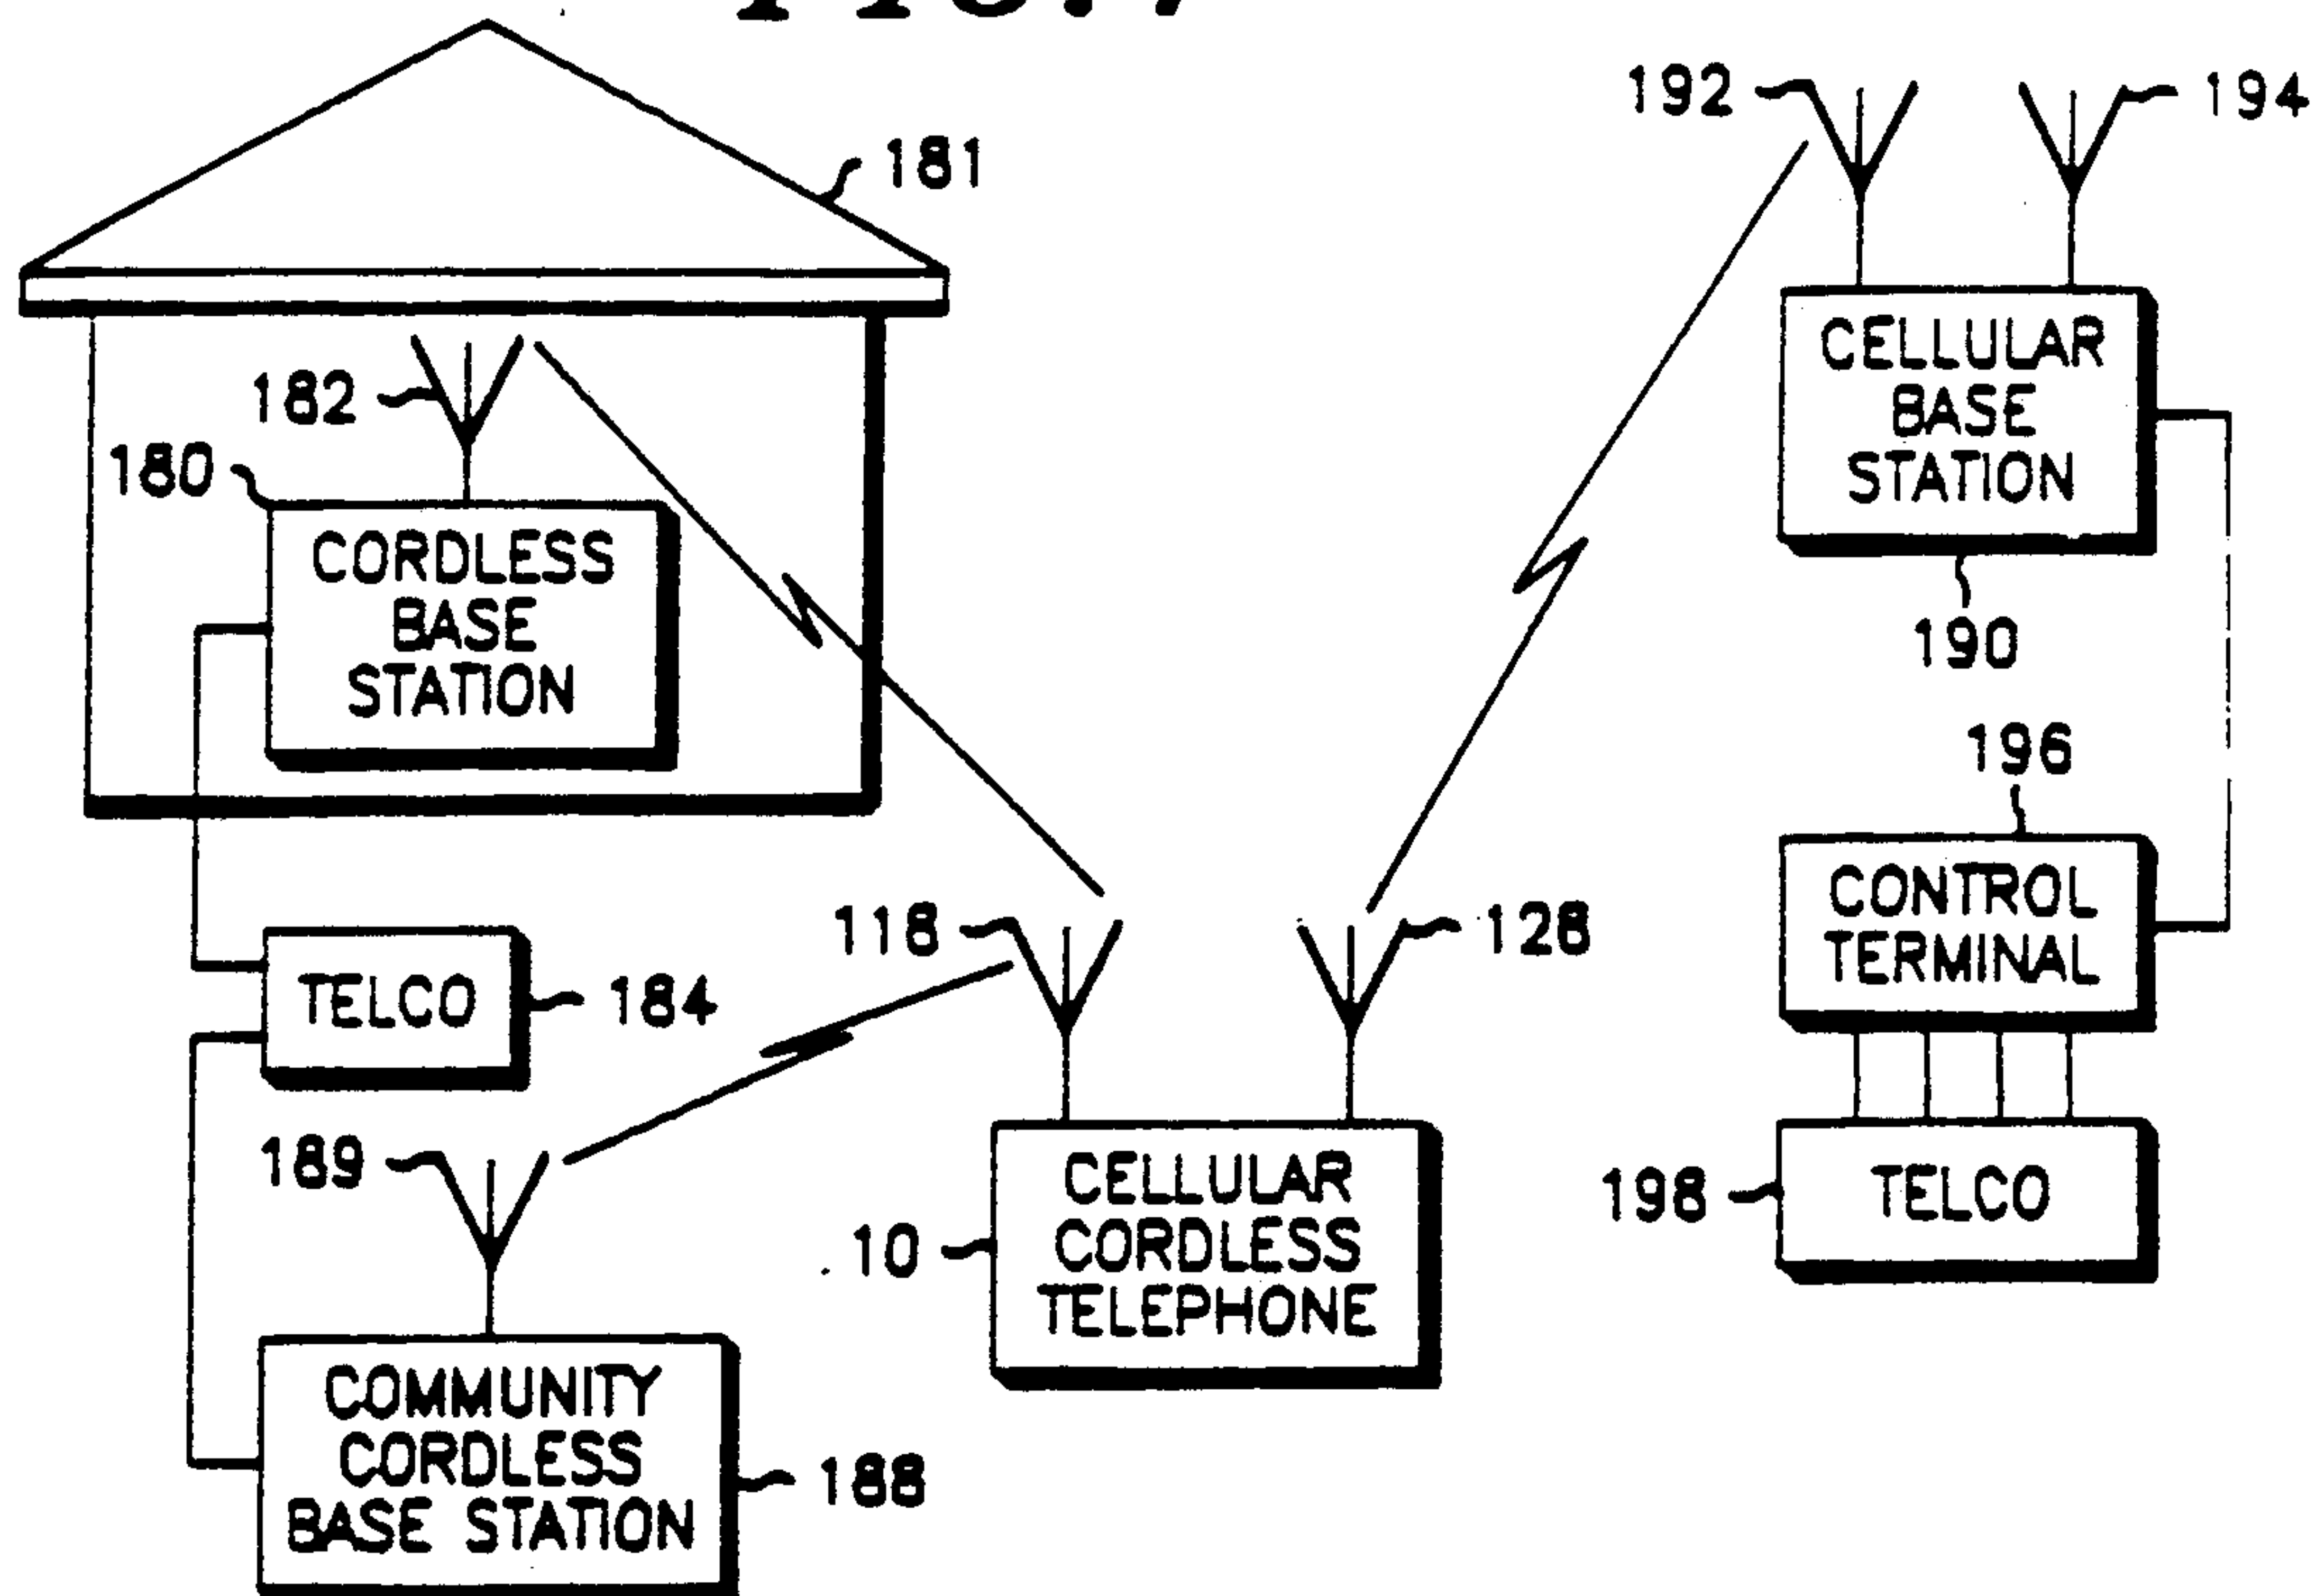 181
192
194
182
180
CORDLESS
BASE
STATION
CELLULAR
BASE
STATION
190
196
CONTROL
TERMINAL
TELCO
184
118
128
189
10
CELLULAR
CORDLESS
TELEPHONE
198
TELCO
COMMUNITY
CORDLESS
BASE STATION
188